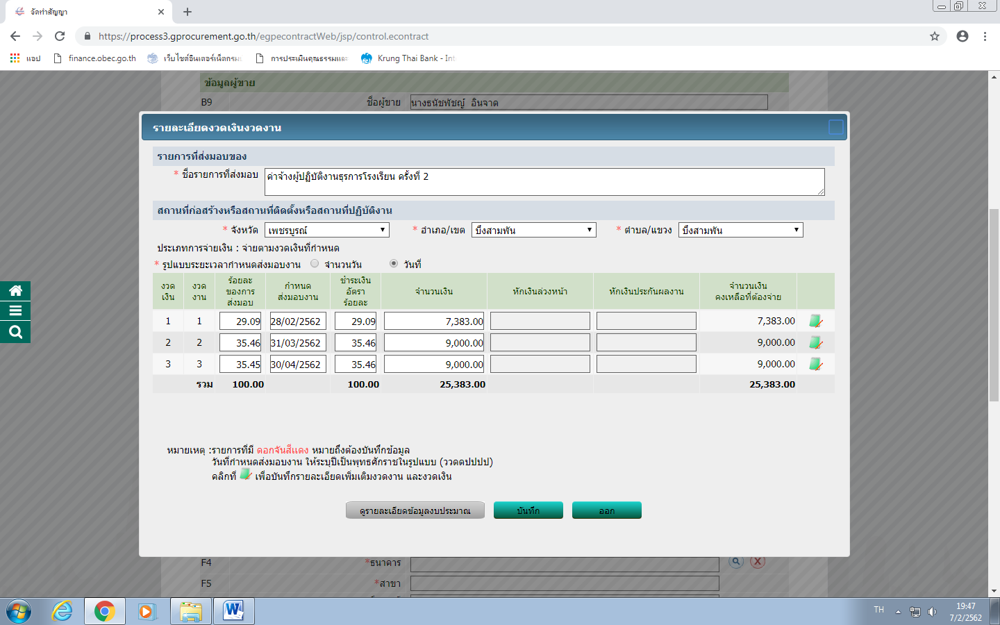 จัดทำสัญญา
https://process3.gprocurement.go.th/egpecontractWeb/jsp/control.econtract
แอป finance.obec.go.th เว็บไซต์อินเตอร์เน็ตกรม การประเมินคุณธรรมและ Krung Thai Bank - Int
ข้อมูลผู้ขาย
B9 ชื่อผู้ขาย นางธนัชพัชญ์ อินจาด
รายละเอียดงวดเงินงวดงาน
รายการที่ส่งมอบของ
* ชื่อรายการที่ส่งมอบ ค่าจ้างผู้ปฏิบัติงานธุรการโรงเรียน ครั้งที่ 2
สถานที่ก่อสร้างหรือสถานที่ติดตั้งหรือสถานที่ปฏิบัติงาน
* จังหวัด เพชรบูรณ์ * อำเภอ/เขต บึงสามพัน * ตำบล/แขวง บึงสามพัน
ประเภทการจ่ายเงิน : จ่ายตามงวดเงินที่กำหนด
* รูปแบบระยะเวลากำหนดส่งมอบงาน จำนวนวัน วันที่
งวดเงิน งวดงาน ร้อยละของการส่งมอบ กำหนดส่งมอบงาน ชำระเงินอัตราร้อยละ จำนวนเงิน หักเงินล่วงหน้า หักเงินประกันผลงาน จำนวนเงินคงเหลือที่ต้องจ่าย
1 1 29.09 28/02/2562 29.09 7,383.00 7,383.00
2 2 35.46 31/03/2562 35.46 9,000.00 9,000.00
3 3 35.45 30/04/2562 35.46 9,000.00 9,000.00
รวม 100.00 100.00 25,383.00 25,383.00
หมายเหตุ :รายการที่มี ดอกจันสีแดง หมายถึงต้องบันทึกข้อมูล
วันที่กำหนดส่งมอบงาน ให้ระบุปีเป็นพุทธศักราชในรูปแบบ (ววดดปปปป)
คลิกที่ เพื่อบันทึกรายละเอียดเพิ่มเติมงวดงาน และงวดเงิน
ดูรายละเอียดข้อมูลงบประมาณ บันทึก ออก
F4 *ธนาคาร
F5 *สาขา
TH 19:47
7/2/2562